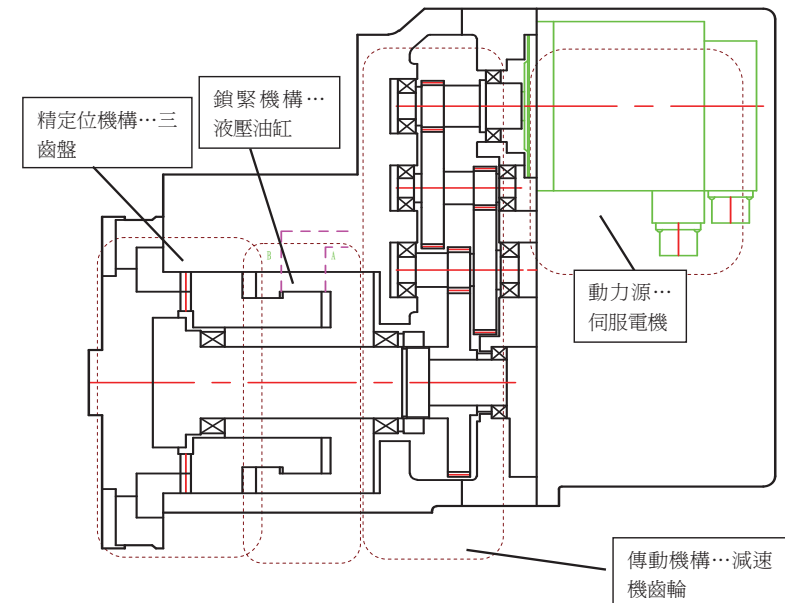 鎖緊機構…
液壓油缸
精定位機構…三
齒盤
B
A
動力源…
伺服電機
傳動機構…減速
機齒輪